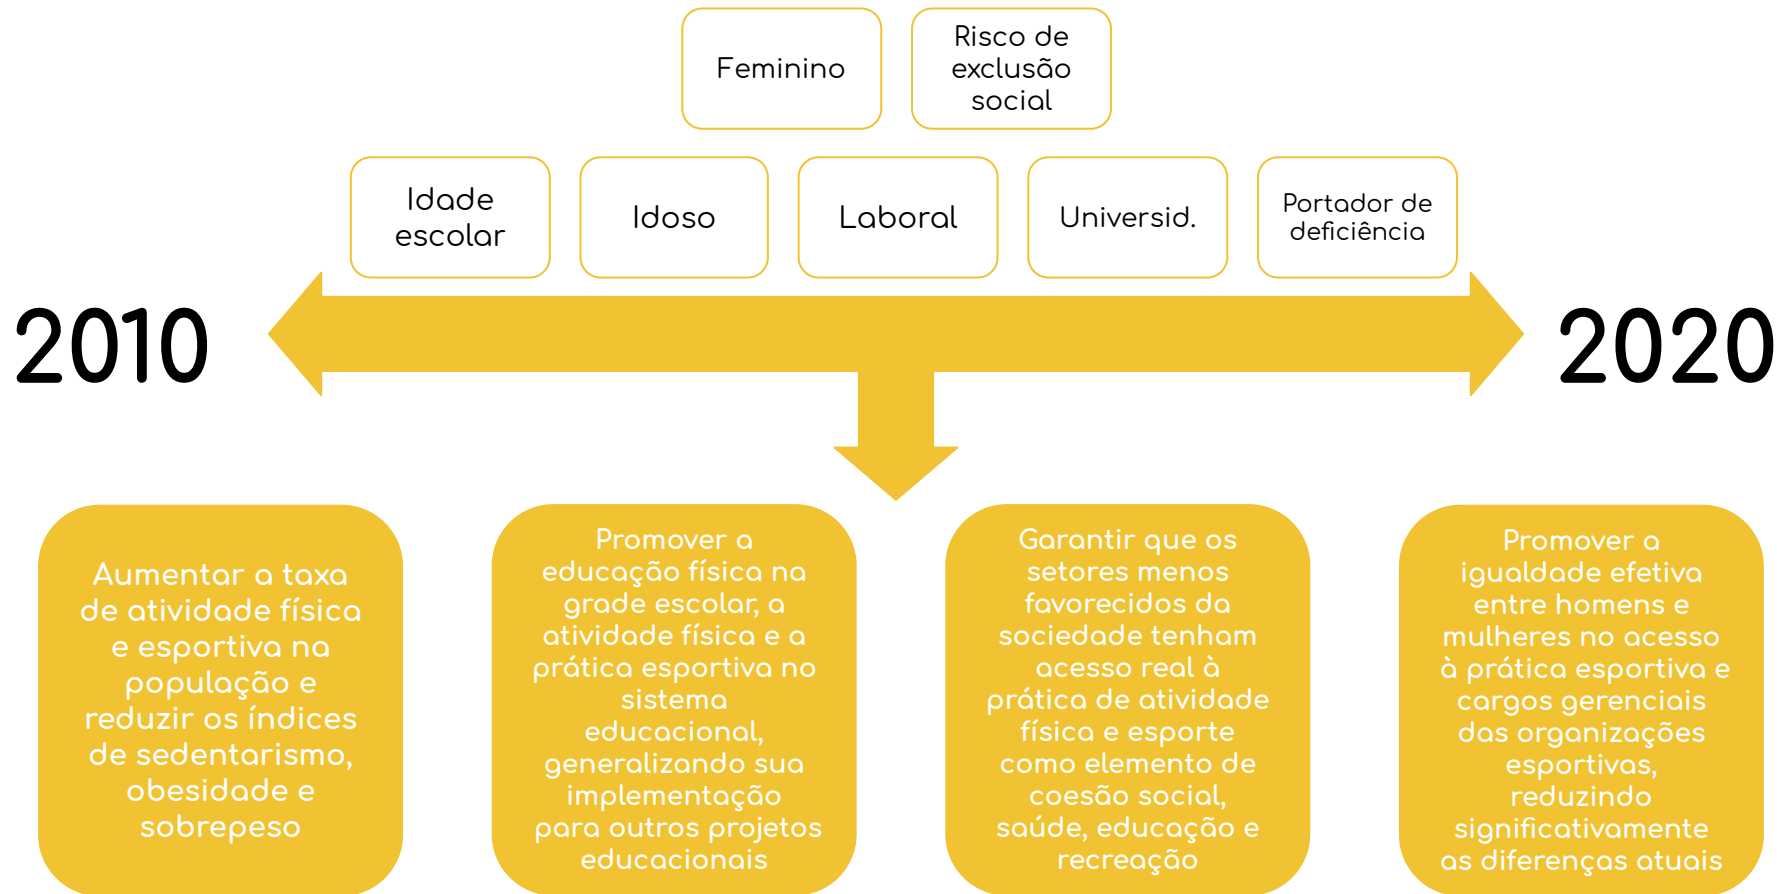 Feminino
Risco de
exclusão
social
Idade
escolar
Idoso
Laboral
Universid.
Portador de
deficiência
2010
2020
Aumentar a taxa
de atividade física
e esportiva na
população e
reduzir os índices
de sedentarismo,
obesidade e
sobrepeso
Promover a
educação física na
grade escolar, a
atividade física e a
prática esportiva no
sistema
educacional,
generalizando sua
implementação
para outros projetos
educacionais
Garantir que os
setores menos
favorecidos da
sociedade tenham
acesso real à
prática de atividade
física e esporte
como elemento de
coesão social,
saúde, educação e
recreação
Promover a
igualdade efetiva
entre homens e
mulheres no acesso
à prática esportiva e
cargos gerenciais
das organizações
esportivas,
reduzindo
significativamente
as diferenças atuais